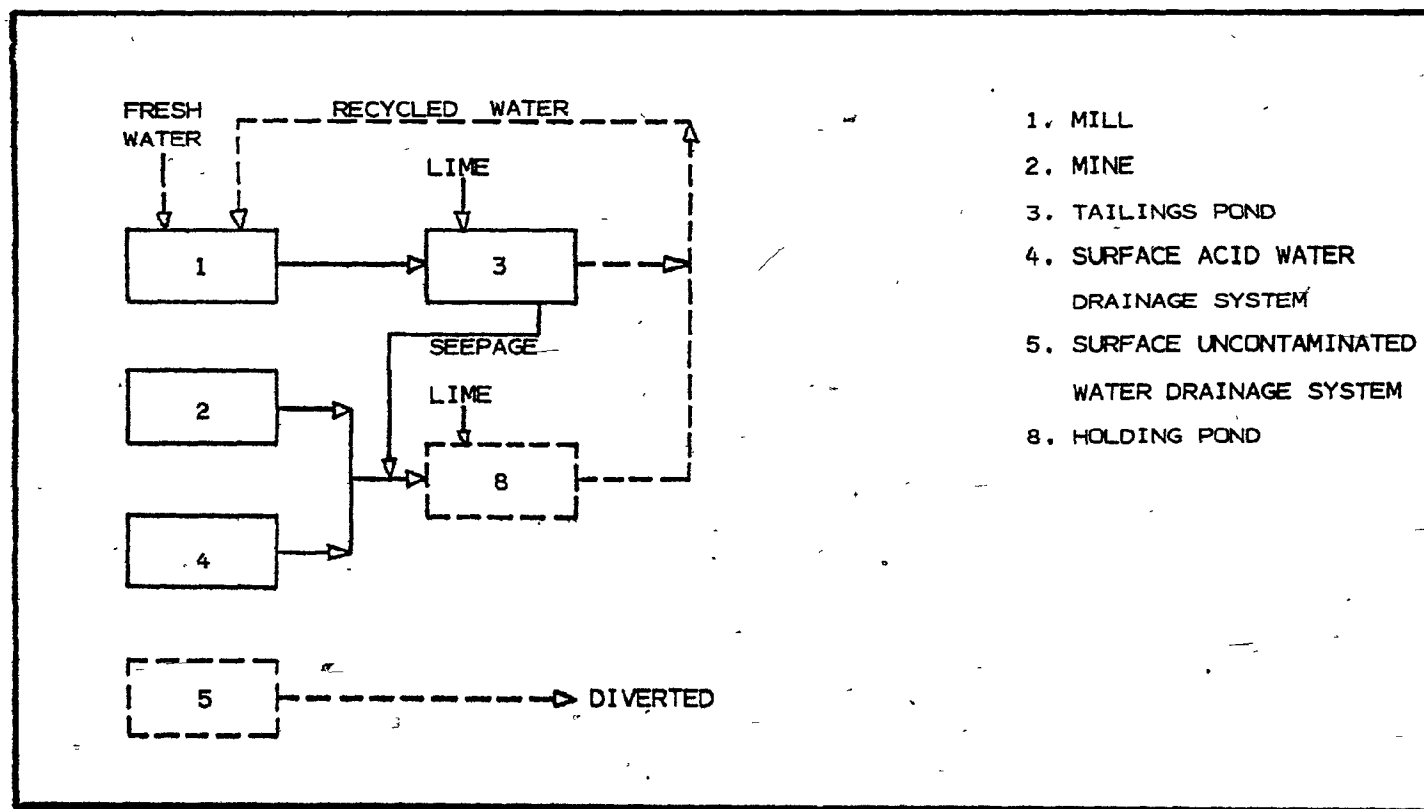 FRESH
WATER
RECYCLED WATER
LIME
1
3
SEEPAGE
2
LIME
8
4
5
DIVERTED
1. MILL
2. MINE
3. TAILINGS POND
4. SURFACE ACID WATER
DRAINAGE SYSTEM
5. SURFACE UNCONTAMINATED
WATER DRAINAGE SYSTEM
8. HOLDING POND